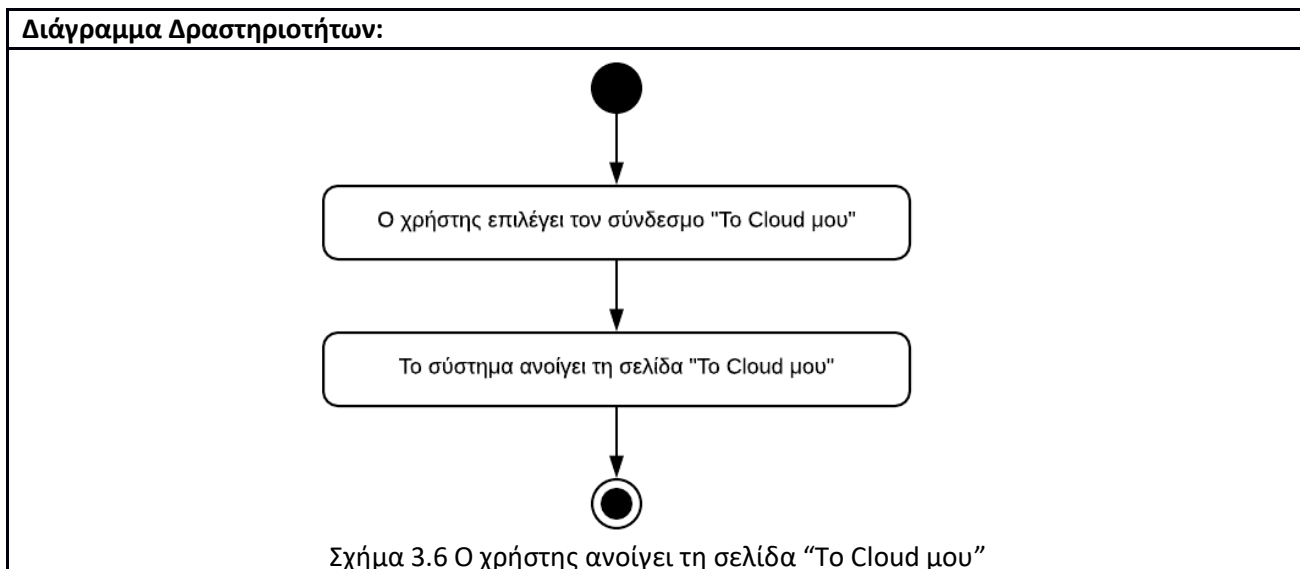 Διάγραμμα Δραστηριοτήτων:
Ο χρήστης επιλέγει τον σύνδεσμο "Το Cloud μου"
Το σύστημα ανοίγει τη σελίδα "Το Cloud μου"
Σχήμα 3.6 Ο χρήστης ανοίγει τη σελίδα “Το Cloud μου”